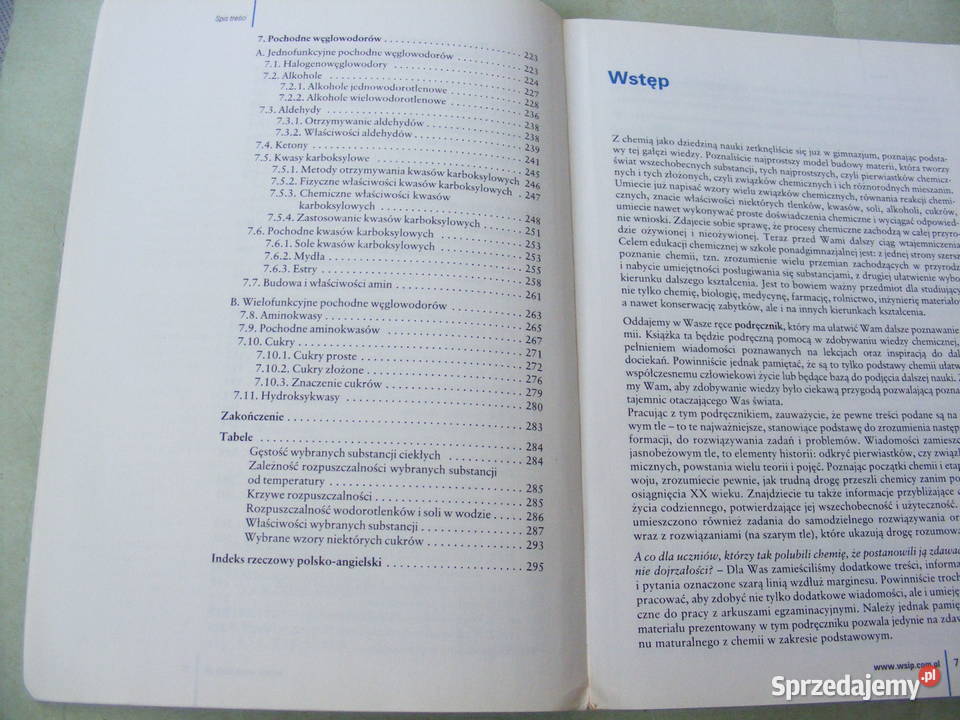 Spis treści
7. Pochodne węglowodorów 223
A. Jednofunkcyjne pochodne węglowodorów 223
7.1. Halogenowęglowodory 224
7.2. Alkohole 227
7.2.1. Alkohole jednowodorotlenowe 228
7.2.2. Alkohole wielowodorotlenowe 236
7.3. Aldehydy 238
7.3.1. Otrzymywanie aldehydów 238
7.3.2. Właściwości aldehydów 239
7.4. Ketony 241
7.5. Kwasy karboksylowe 245
7.5.1. Metody otrzymywania kwasów karboksylowych 246
7.5.2. Fizyczne właściwości kwasów karboksylowych 247
7.5.3. Chemiczne właściwości kwasów
karboksylowych 248
7.5.4. Zastosowanie kwasów karboksylowych 251
7.6. Pochodne kwasów karboksylowych 253
7.6.1. Sole kwasów karboksylowych 253
7.6.2. Mydła 255
7.6.3. Estry 258
7.7. Budowa i właściwości amin 261
B. Wielofunkcyjne pochodne węglowodorów 263
7.8. Aminokwasy 265
7.9. Pochodne aminokwasów 267
7.10. Cukry 271
7.10.1. Cukry proste 272
7.10.2. Cukry złożone 276
7.10.3. Znaczenie cukrów 279
7.11. Hydroksykwasy 280
Zakończenie 283
Tabele 284
Gęstość wybranych substancji ciekłych 284
Zależność rozpuszczalności wybranych substancji
od temperatury 285
Krzywe rozpuszczalności 285
Rozpuszczalność wodorotlenków i soli w wodzie 286
Właściwości wybranych substancji 287
Wybrane wzory niektórych cukrów 293
Indeks rzeczowy polsko-angielski 295
Wstęp
Z chemią jako dziedziną nauki zetknęliście się już w gimnazjum, poznając podsta-
wy tej gałęzi wiedzy. Poznaliście najprostszy model budowy materii, która tworzy
świat wszechobecnych substancji, tych najprostszych, czyli pierwiastków chemicz-
nych i tych złożonych, czyli związków chemicznych i ich różnorodnych mieszanin.
Umiecie już napisać wzory wielu związków chemicznych, równania reakcji chemi-
cznych, znacie właściwości niektórych tlenków, kwasów, soli, alkoholi, cukrów,
umiecie nawet wykonywać proste doświadczenia chemiczne i wyciągać odpowied-
nie wnioski. Zdajecie sobie sprawę, że procesy chemiczne zachodzą w całej przyro-
dzie ożywionej i nieożywionej. Teraz przed Wami dalszy ciąg wtajemniczenia
Celem edukacji chemicznej w szkole ponadgimnazjalnej jest: z jednej strony szersz
poznanie chemii, tzn. zrozumienie wielu przemian zachodzących w przyrodz
i nabycie umiejętności posługiwania się substancjami, z drugiej ułatwienie wybo
kierunku dalszego kształcenia. Jest to bowiem ważny przedmiot dla studiując
nie tylko chemię, biologię, medycynę, farmację, rolnictwo, inżynierię materiało
a nawet konserwację zabytków, ale i na innych kierunkach kształcenia.
Oddajemy w Wasze ręce podręcznik, który ma ułatwić Wam dalsze poznawanie
mii. Książka ta będzie podręczną pomocą w zdobywaniu wiedzy chemicznej,
pełnieniem wiadomości poznawanych na lekcjach oraz inspiracją do dal
dociekań. Powinniście jednak pamiętać, że są to tylko podstawy chemii ułatw
współczesnemu człowiekowi życie lub będące bazą do podjęcia dalszej nauki. Ż
my Wam, aby zdobywanie wiedzy było ciekawą przygodą pozwalającą pozna
tajemnic otaczającego Was świata.
Pracując z tym podręcznikiem, zauważycie, że pewne treści podane są na
wym tle – to te najważniejsze, stanowiące podstawę do zrozumienia następ
formacji, do rozwiązywania zadań i problemów. Wiadomości zamieszc
jasnobeżowym tle, to elementy historii: odkryć pierwiastków, czy związk
micznych, powstania wielu teorii i pojęć. Poznając początki chemii i etap
woju, zrozumiecie pewnie, jak trudną drogę przeszli chemicy zanim po
osiągnięcia XX wieku. Znajdziecie tu także informacje przybliżające c
życia codziennego, potwierdzające jej wszechobecność i użyteczność.
umieszczono również zadania do samodzielnego rozwiązywania ora
wraz z rozwiązaniami (na szarym tle), które ukazują drogę rozumowa
A co dla uczniów, którzy tak polubili chemię, że postanowili ją zdawa
nie dojrzałości? – Dla Was zamieściliśmy dodatkowe treści, informa
i pytania oznaczone szarą linią wzdłuż marginesu. Powinniście troch
pracować, aby zdobyć nie tylko dodatkowe wiadomości, ale i umieję
czne do pracy z arkuszami egzaminacyjnymi. Należy jednak pamię
materiału prezentowany w tym podręczniku pozwala jedynie na zdaw
nu maturalnego z chemii w zakresie podstawowym.
www.wsip.com.pl 7
Sprzedajemy.pl